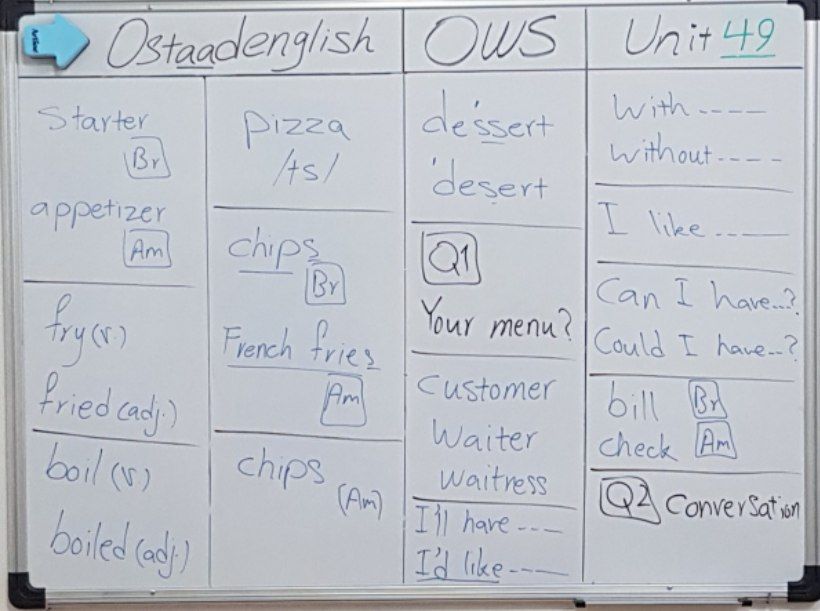 Ostaadenglish
OWS
Unit 49
Starter
Br
appetizer
Am
fry (v.)
fried (adj.)
boil (v.)
boiled (adj.)
pizza
/ts/
chips
Br
French fries
Am
chips
(Am)
de'ssert
'desert
Q1
Your menu?
Customer
Waiter
Waitress
I'll have ---
I'd like ----
With ----
Without ----
I like ----
Can I have...?
Could I have...?
bill Br
check Am
Q2 Conversation